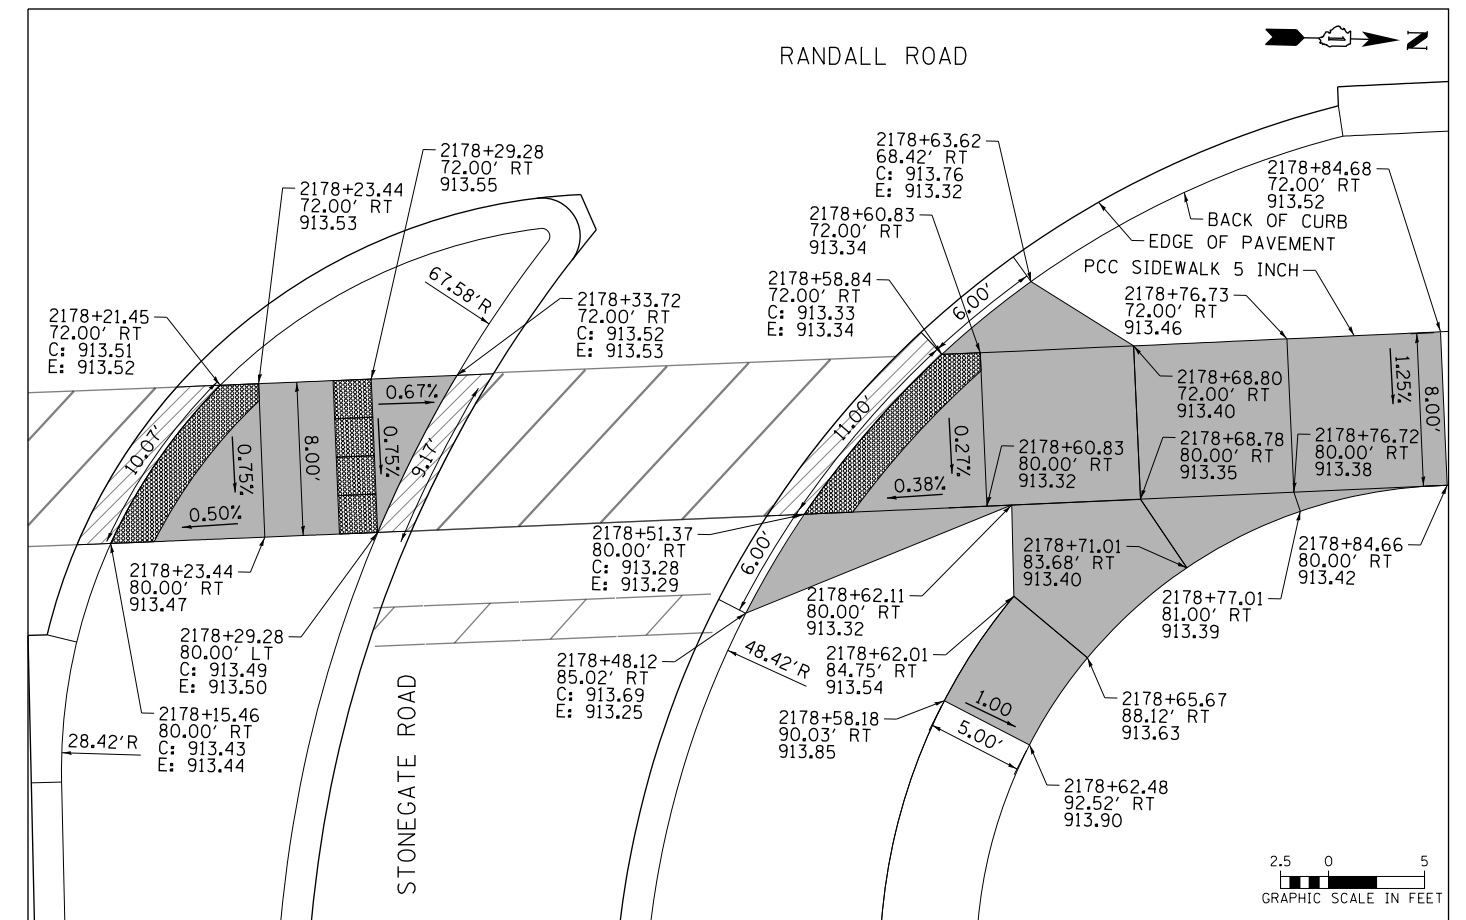 RANDALL ROAD
N
2178+29.28
72.00' RT
913.55
2178+23.44
72.00' RT
913.53
2178+63.62
68.42' RT
C: 913.76
E: 913.32
2178+84.68
72.00' RT
913.52
2178+60.83
72.00' RT
913.34
BACK OF CURB
EDGE OF PAVEMENT
PCC SIDEWALK 5 INCH
67.58'R
2178+58.84
72.00' RT
C: 913.33
E: 913.34
6.00'
2178+76.73
72.00' RT
913.46
2178+21.45
72.00' RT
C: 913.51
E: 913.52
2178+33.72
72.00' RT
C: 913.52
E: 913.53
0.67%
1.25%
8.00'
2178+68.80
72.00' RT
913.40
10.07'
0.75%
8.00'
0.75%
9.17'
11.00'
0.27%
2178+60.83
80.00' RT
913.32
2178+68.78
80.00' RT
913.35
2178+76.72
80.00' RT
913.38
0.50%
0.38%
2178+51.37
80.00' RT
C: 913.28
E: 913.29
6.00'
2178+71.01
83.68' RT
913.40
2178+84.66
80.00' RT
913.42
2178+23.44
80.00' RT
913.47
2178+62.11
80.00' RT
913.32
2178+77.01
81.00' RT
913.39
2178+29.28
80.00' LT
C: 913.49
E: 913.50
2178+48.12
85.02' RT
C: 913.69
E: 913.25
48.42'R
2178+62.01
84.75' RT
913.54
2178+15.46
80.00' RT
C: 913.43
E: 913.44
28.42'R
STONEGATE ROAD
2178+58.18
90.03' RT
913.85
1.00
5.00'
2178+65.67
88.12' RT
913.63
2178+62.48
92.52' RT
913.90
2.5 0 5
GRAPHIC SCALE IN FEET